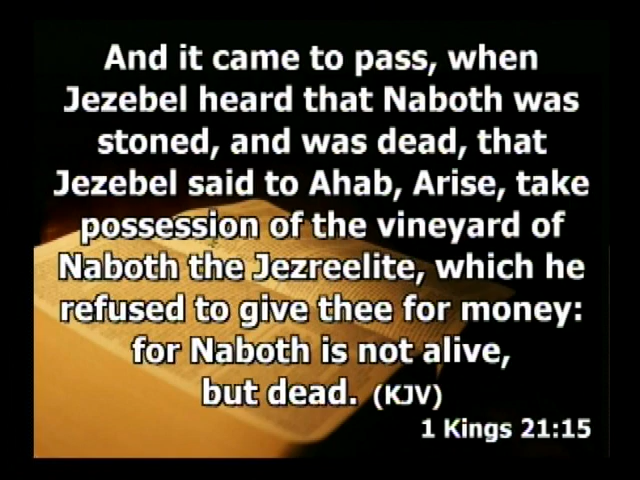 And it came to pass, when
Jezebel heard that Naboth was
stoned, and was dead, that
Jezebel said to Ahab, Arise, take
possession of the vineyard of
Naboth the Jezreelite, which he
refused to give thee for money:
for Naboth is not alive,
but dead. (KJV)
1 Kings 21:15